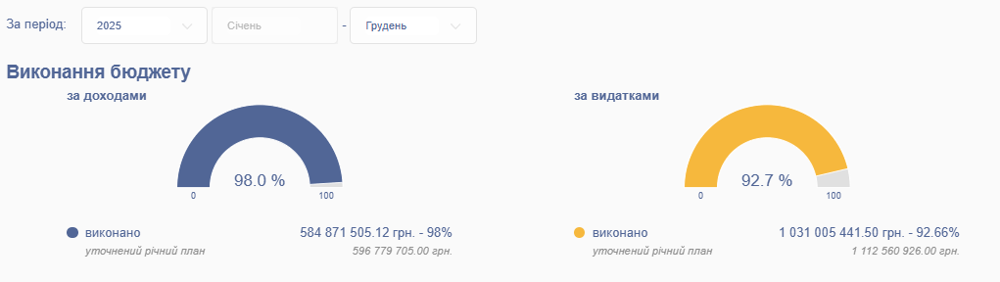 За період: 2025 Січень - Грудень
Виконання бюджету
за доходами за видатками
98.0 % 92.7 %
0 100 0 100
виконано 584 871 505.12 грн. - 98% виконано 1 031 005 441.50 грн. - 92.66%
уточнений річний план 596 779 705.00 грн. уточнений річний план 1 112 560 926.00 грн.